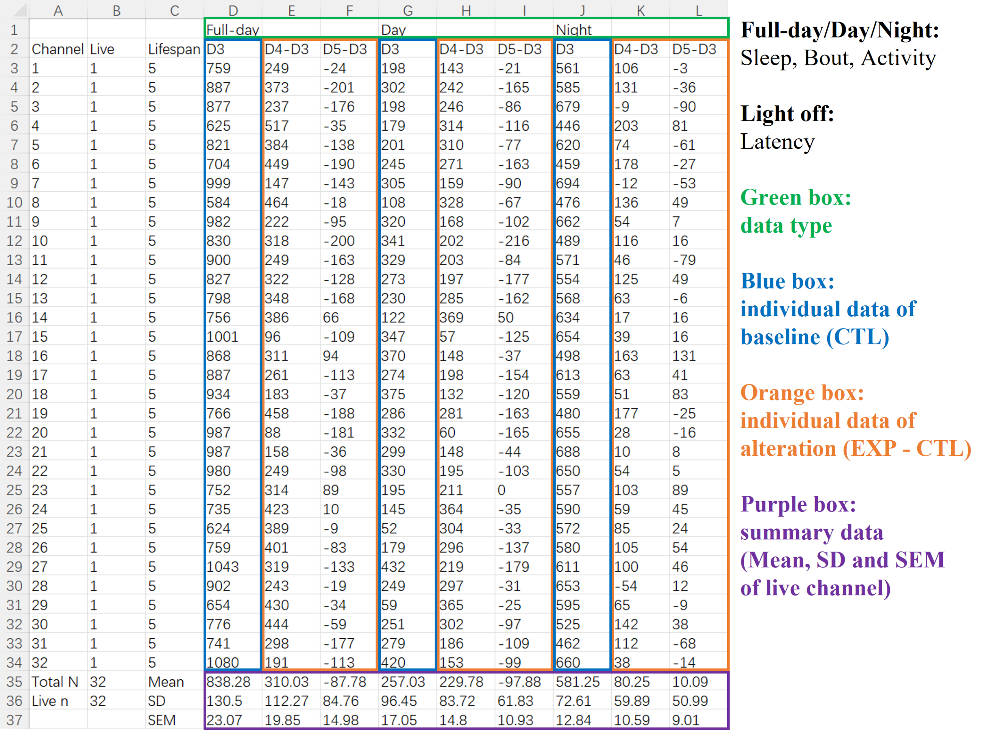 A B C D E F G H I J K L
1 Full-day Day Night
2 Channel Live Lifespan D3 D4-D3 D5-D3 D3 D4-D3 D5-D3 D3 D4-D3 D5-D3
3 1 1 5 759 249 -24 198 143 -21 561 106 -3
4 2 1 5 887 373 -201 302 242 -165 585 131 -36
5 3 1 5 877 237 -176 198 246 -86 679 -9 -90
6 4 1 5 625 517 -35 179 314 -116 446 203 81
7 5 1 5 821 384 -138 201 310 -77 620 74 -61
8 6 1 5 704 449 -190 245 271 -163 459 178 -27
9 7 1 5 999 147 -143 305 159 -90 694 -12 -53
10 8 1 5 584 464 -18 108 328 -67 476 136 49
11 9 1 5 982 222 -95 320 168 -102 662 54 7
12 10 1 5 830 318 -200 341 202 -216 489 116 16
13 11 1 5 900 249 -163 329 203 -84 571 46 -79
14 12 1 5 827 322 -128 273 197 -177 554 125 49
15 13 1 5 798 348 -168 230 285 -162 568 63 -6
16 14 1 5 756 386 66 122 369 50 634 17 16
17 15 1 5 1001 96 -109 347 57 -125 654 39 16
18 16 1 5 868 311 94 370 148 -37 498 163 131
19 17 1 5 887 261 -113 274 198 -154 613 63 41
20 18 1 5 934 183 -37 375 132 -120 559 51 83
21 19 1 5 766 458 -188 286 281 -163 480 177 -25
22 20 1 5 987 88 -181 332 60 -165 655 28 -16
23 21 1 5 987 158 -36 299 148 -44 688 10 8
24 22 1 5 980 249 -98 330 195 -103 650 54 5
25 23 1 5 752 314 89 195 211 0 557 103 89
26 24 1 5 735 423 10 145 364 -35 590 59 45
27 25 1 5 624 389 -9 52 304 -33 572 85 24
28 26 1 5 759 401 -83 179 296 -137 580 105 54
29 27 1 5 1043 319 -133 432 219 -179 611 100 46
30 28 1 5 902 243 -19 249 297 -31 653 -54 12
31 29 1 5 654 430 -34 59 365 -25 595 65 -9
32 30 1 5 776 444 -59 251 302 -97 525 142 38
33 31 1 5 741 298 -177 279 186 -109 462 112 -68
34 32 1 5 1080 191 -113 420 153 -99 660 38 -14
35 Total N 32 Mean 838.28 310.03 -87.78 257.03 229.78 -97.88 581.25 80.25 10.09
36 Live n 32 SD 130.5 112.27 84.76 96.45 83.72 61.83 72.61 59.89 50.99
37 SEM 23.07 19.85 14.98 17.05 14.8 10.93 12.84 10.59 9.01
Full-day/Day/Night:
Sleep, Bout, Activity
Light off:
Latency
Green box:
data type
Blue box:
individual data of
baseline (CTL)
Orange box:
individual data of
alteration (EXP - CTL)
Purple box:
summary data
(Mean, SD and SEM
of live channel)